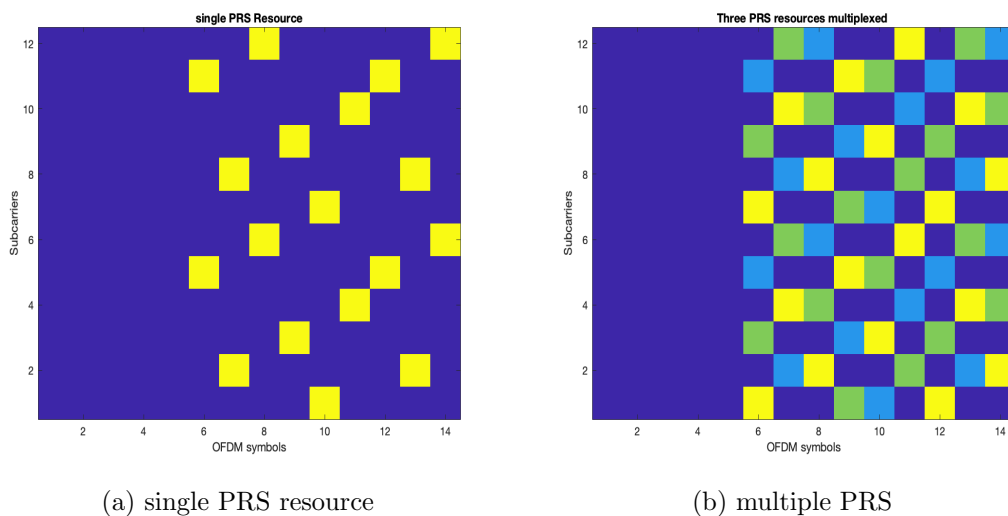 single PRS Resource
12
10
8
6
4
2
Subcarriers
2 4 6 8 10 12 14
OFDM symbols
(a) single PRS resource
Three PRS resources multiplexed
12
10
8
6
4
2
Subcarriers
2 4 6 8 10 12 14
OFDM symbols
(b) multiple PRS